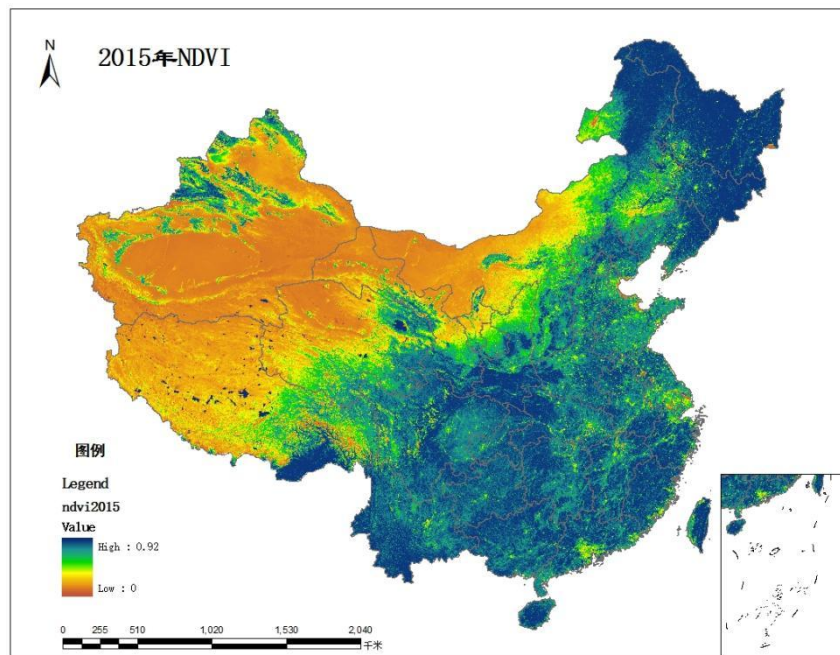 N
2015年NDVI
图例
Legend
ndvi2015
Value
High : 0.92
Low : 0
0 255 510 1,020 1,530 2,040
千米